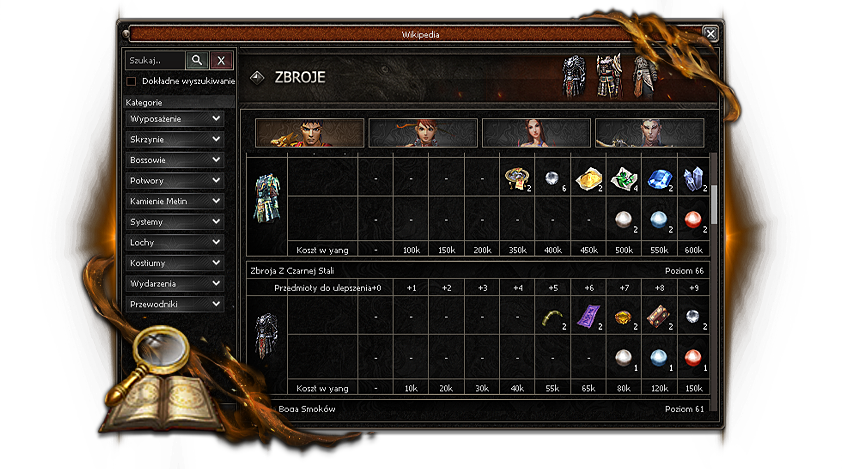 Wikipedia
Szukaj..
X
Dokładne wyszukiwanie
Kategorie
Wyposażenie
Skrzynie
Bossowie
Potwory
Kamienie Metin
Systemy
Lochy
Kostiumy
Wydarzenia
Przewodniki
ZBROJE
- - - - 2 6 2 4 2 2
- - - - - - - 2 2 2
Koszt w yang - 100k 150k 200k 350k 400k 450k 500k 550k 600k
Zbroja Z Czarnej Stali Poziom 66
Przedmioty do ulepszenia +0 +1 +2 +3 +4 +5 +6 +7 +8 +9
- - - - - 2 2 2 2 2
- - - - - - - 1 1 1
Koszt w yang - 10k 20k 30k 40k 55k 65k 80k 120k 150k
Boga Smoków Poziom 61